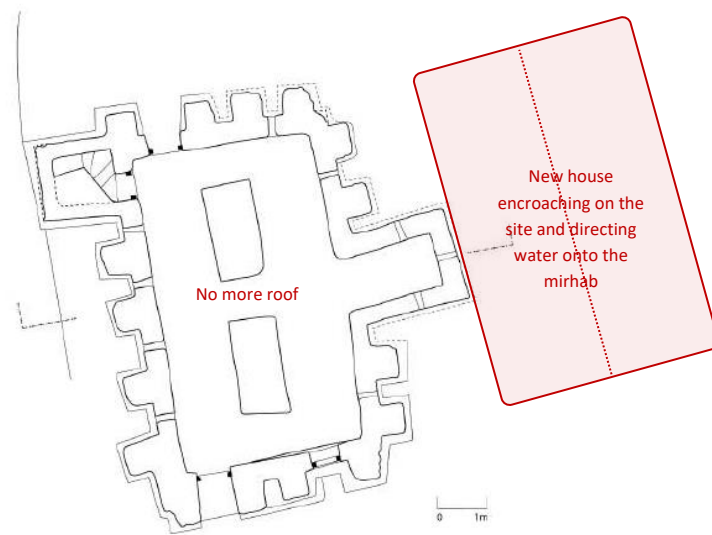 New house
encroaching on the
site and directing
water onto the
mirhab
No more roof
0 1m